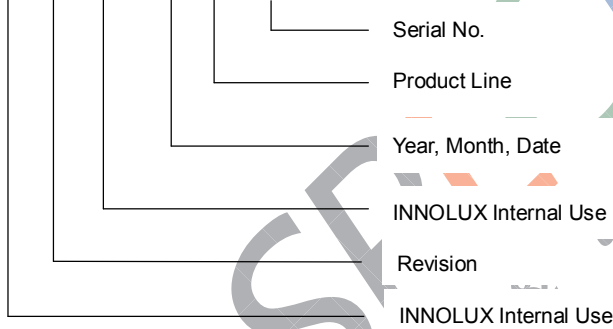 Serial No.
Product Line
Year, Month, Date
INNOLUX Internal Use
Revision
INNOLUX Internal Use